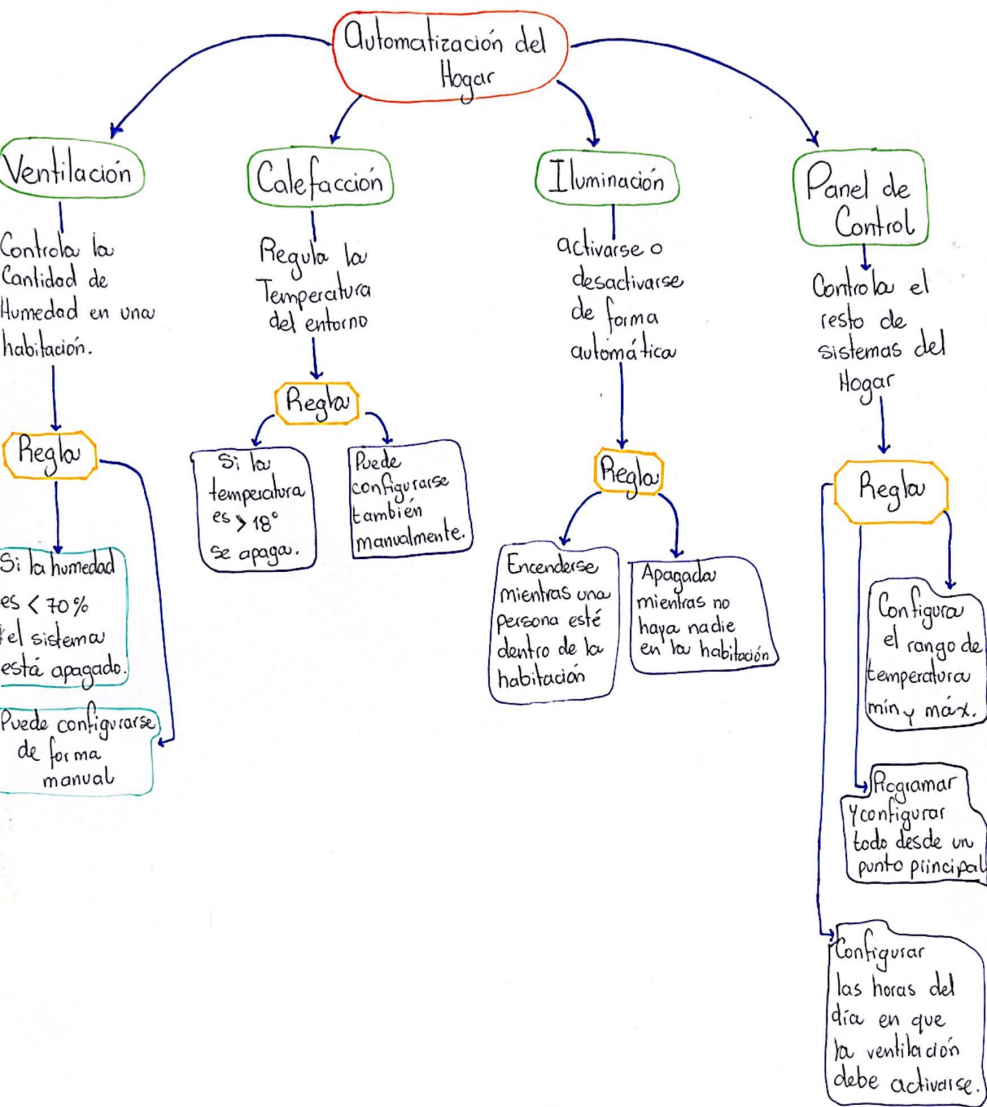 Automatización del
Hogar
Ventilación
Controla la
Cantidad de
Humedad en una
habitación.
Regla
Si la humedad
es < 70%
el sistema
está apagado.
Puede configurarse
de forma
manual
Calefacción
Regula la
Temperatura
del entorno
Regla
Si la
temperatura
es > 18°
se apaga.
Puede
configurarse
también
manualmente.
Iluminación
activarse o
desactivarse
de forma
automática
Regla
Encenderse
mientras una
persona esté
dentro de la
habitación
Apagada
mientras no
haya nadie
en la habitación
Panel de
Control
Controla el
resto de
sistemas del
Hogar
Regla
Configura
el rango de
temperatura
mín y máx.
Programar
y configurar
todo desde un
punto principal
Configurar
las horas del
día en que
la ventilación
debe activarse.